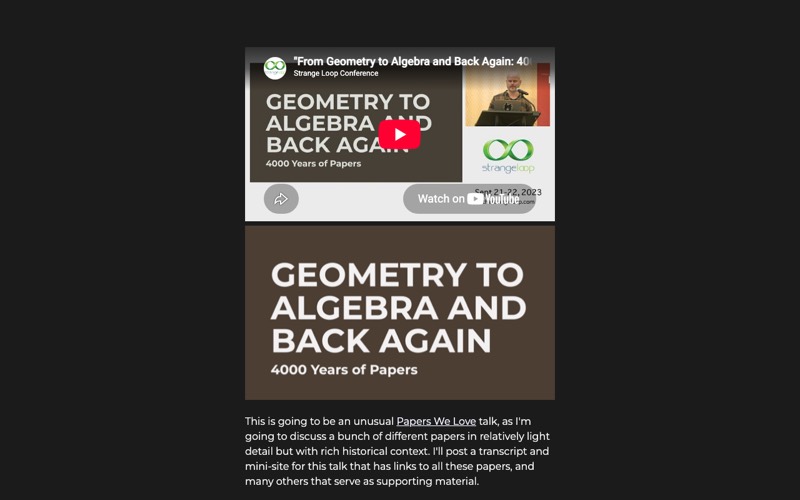 "From Geometry to Algebra and Back Again: 40
Strange Loop Conference
GEOMETRY TO
ALGEBRA AND
BACK AGAIN
4000 Years of Papers
strangeloop
Sept 21-22, 2023
Watch on YouTube
GEOMETRY TO
ALGEBRA AND
BACK AGAIN
4000 Years of Papers
This is going to be an unusual Papers We Love talk, as I'm
going to discuss a bunch of different papers in relatively light
detail but with rich historical context. I'll post a transcript and
mini-site for this talk that has links to all these papers, and
many others that serve as supporting material.